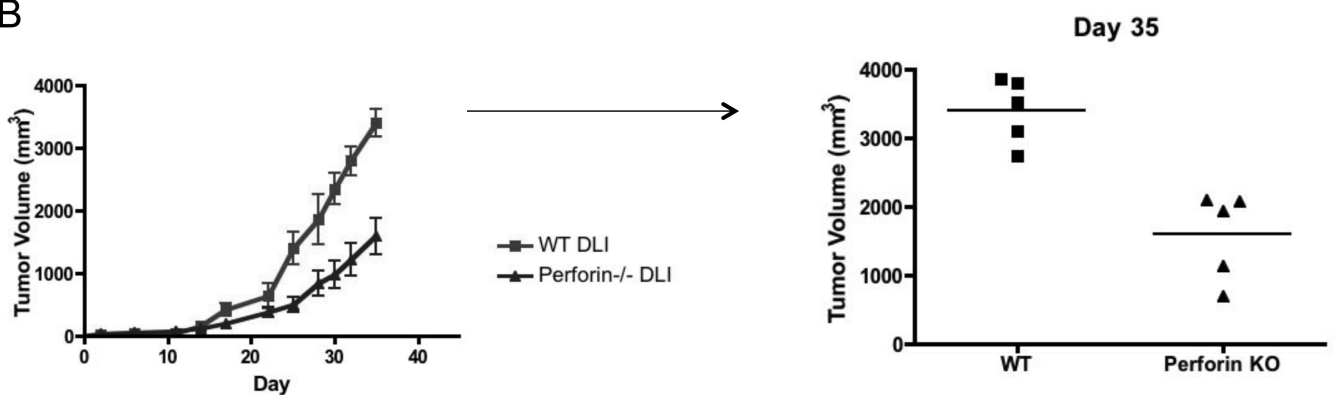 B
Tumor Volume (mm³)
4000
3000
2000
1000
0
0 10 20 30 40
Day
WT DLI
Perforin-/- DLI
Day 35
Tumor Volume (mm³)
4000
3000
2000
1000
0
WT Perforin KO